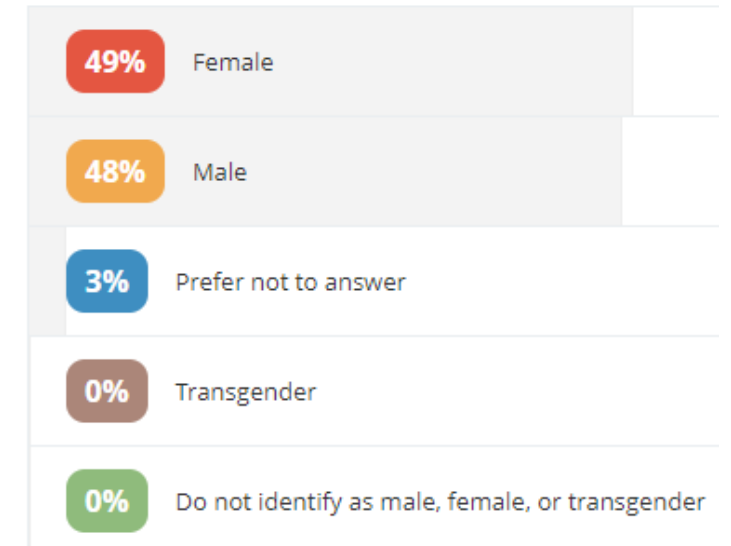 49% Female
48% Male
3% Prefer not to answer
0% Transgender
0% Do not identify as male, female, or transgender